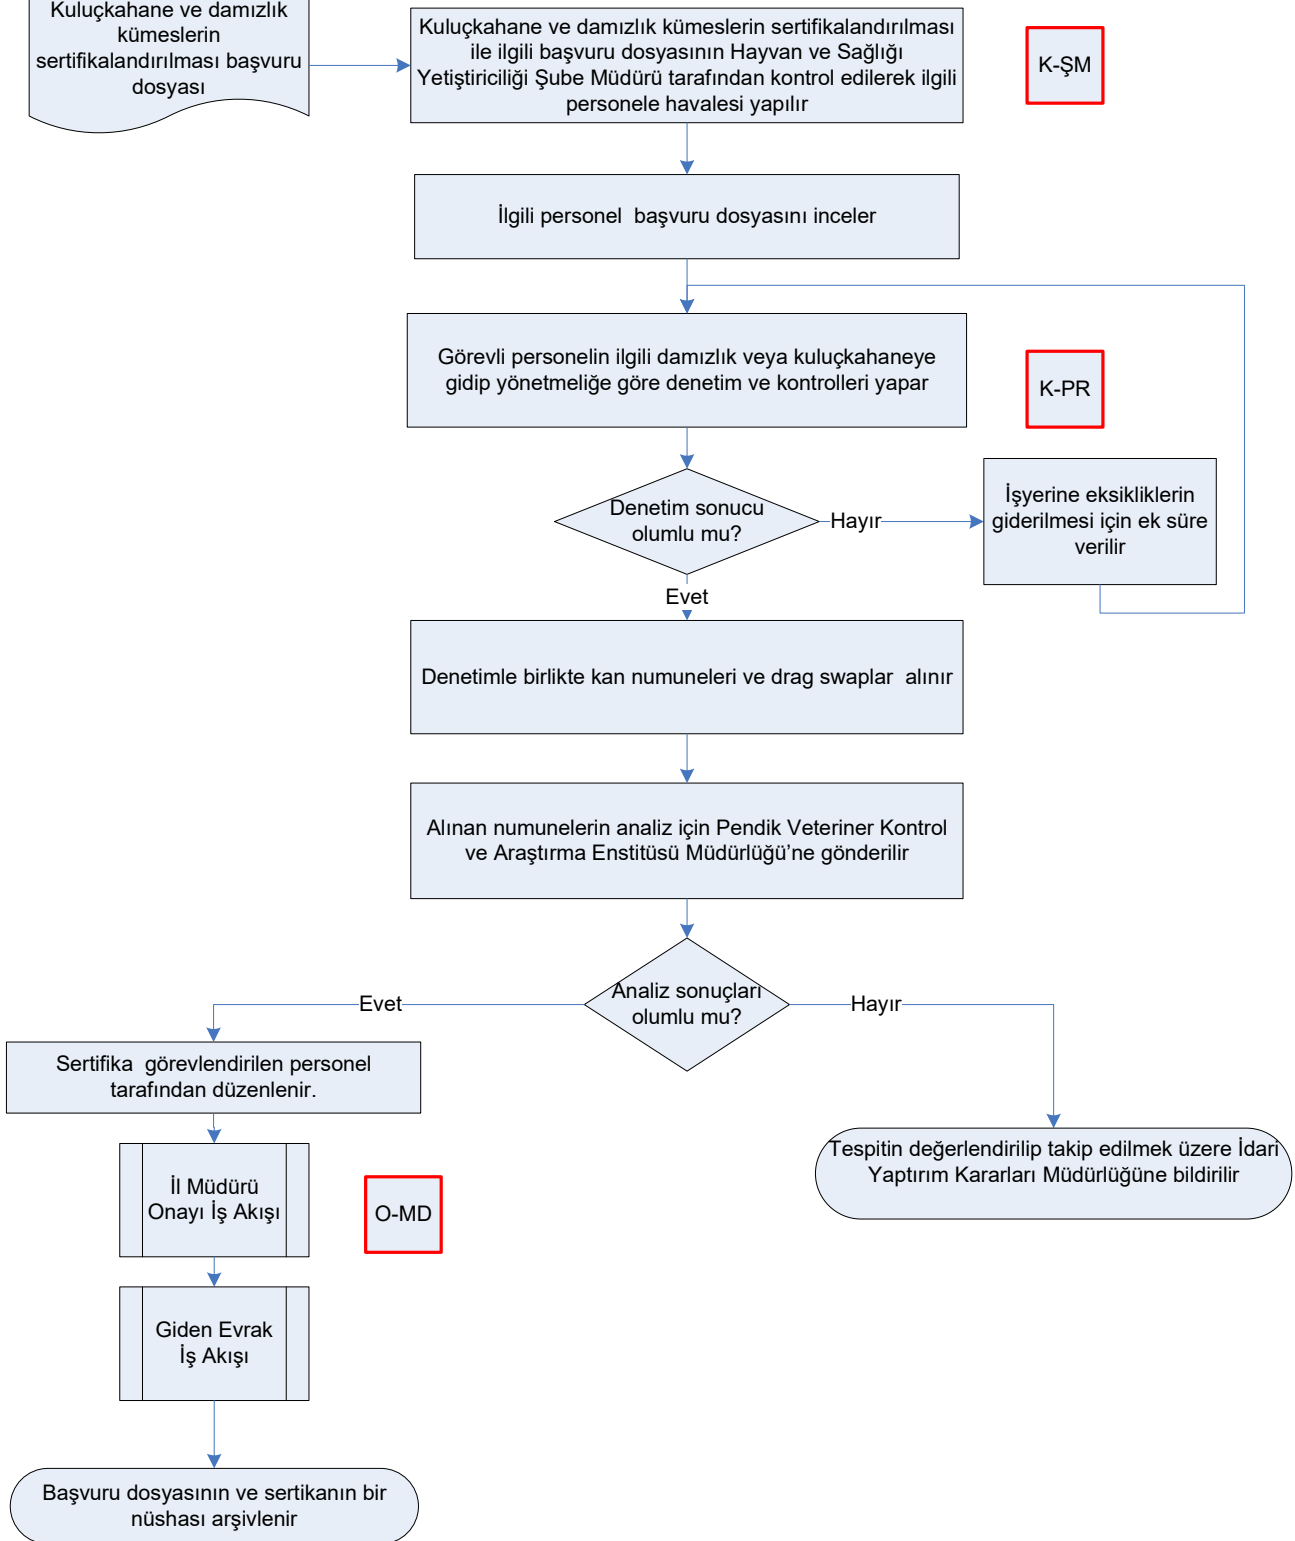 Kuluçkahane ve damızlık
kümeslerin
sertifikalandırılması başvuru
dosyası
Kuluçkahane ve damızlık kümeslerin sertifikalandırılması
ile ilgili başvuru dosyasının Hayvan ve Sağlığı
Yetiştiriciliği Şube Müdürü tarafından kontrol edilerek ilgili
personele havalesi yapılır
K-ŞM
İlgili personel  başvuru dosyasını inceler
Görevli personelin ilgili damızlık veya kuluçkahaneye
gidip yönetmeliğe göre denetim ve kontrolleri yapar
K-PR
Denetim sonucu
olumlu mu?
Hayır
İşyerine eksikliklerin
giderilmesi için ek süre
verilir
Evet
Denetimle birlikte kan numuneleri ve drag swaplar  alınır
Alınan numunelerin analiz için Pendik Veteriner Kontrol
ve Araştırma Enstitüsü Müdürlüğü’ne gönderilir
Analiz sonuçları
olumlu mu?
Evet
Hayır
Sertifika  görevlendirilen personel
tarafından düzenlenir.
Tespitin değerlendirilip takip edilmek üzere İdari
Yaptırım Kararları Müdürlüğüne bildirilir
İl Müdürü
Onayı İş Akışı
O-MD
Giden Evrak
İş Akışı
Başvuru dosyasının ve sertikanın bir
nüshası arşivlenir